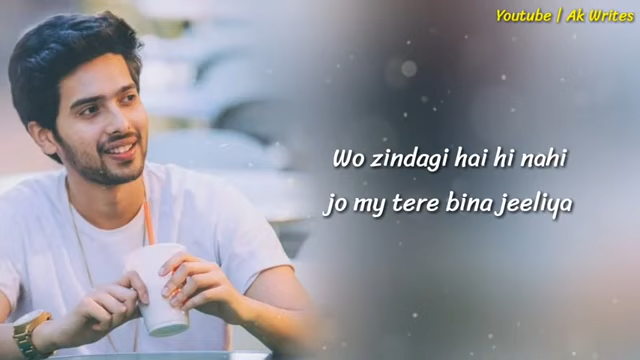 Youtube | Ak Writes
Wo zindagi hai hi nahi
jo my tere bina jeeliya